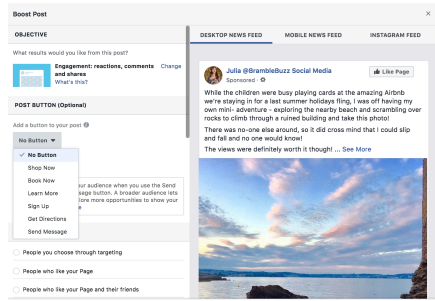 Boost Post
×
OBJECTIVE
What results would you like from this post?
Engagement: reactions, comments
and shares
Change
What's this?
POST BUTTON (Optional)
Add a button to your post
No Button
No Button
Shop Now
Book Now
Learn More
Sign Up
Get Directions
Send Message
ur audience when you use the Send
sage button. A broader audience lets
lore more opportunities to show your
People you choose through targeting
People who like your Page
People who like your Page and their friends
DESKTOP NEWS FEED
MOBILE NEWS FEED
INSTAGRAM FEED
Julia @BrambleBuzz Social Media
Sponsored ·
Like Page
While the children were busy playing cards at the amazing Airbnb
we're staying in for a last summer holidays fling, I was off having my
own mini- adventure - exploring the nearby beach and scrambling over
rocks to climb through a ruined building and take this photo!
There was no-one else around, so it did cross mind that I could slip
and fall and no one would know!
The views were definitely worth it though! ... See More